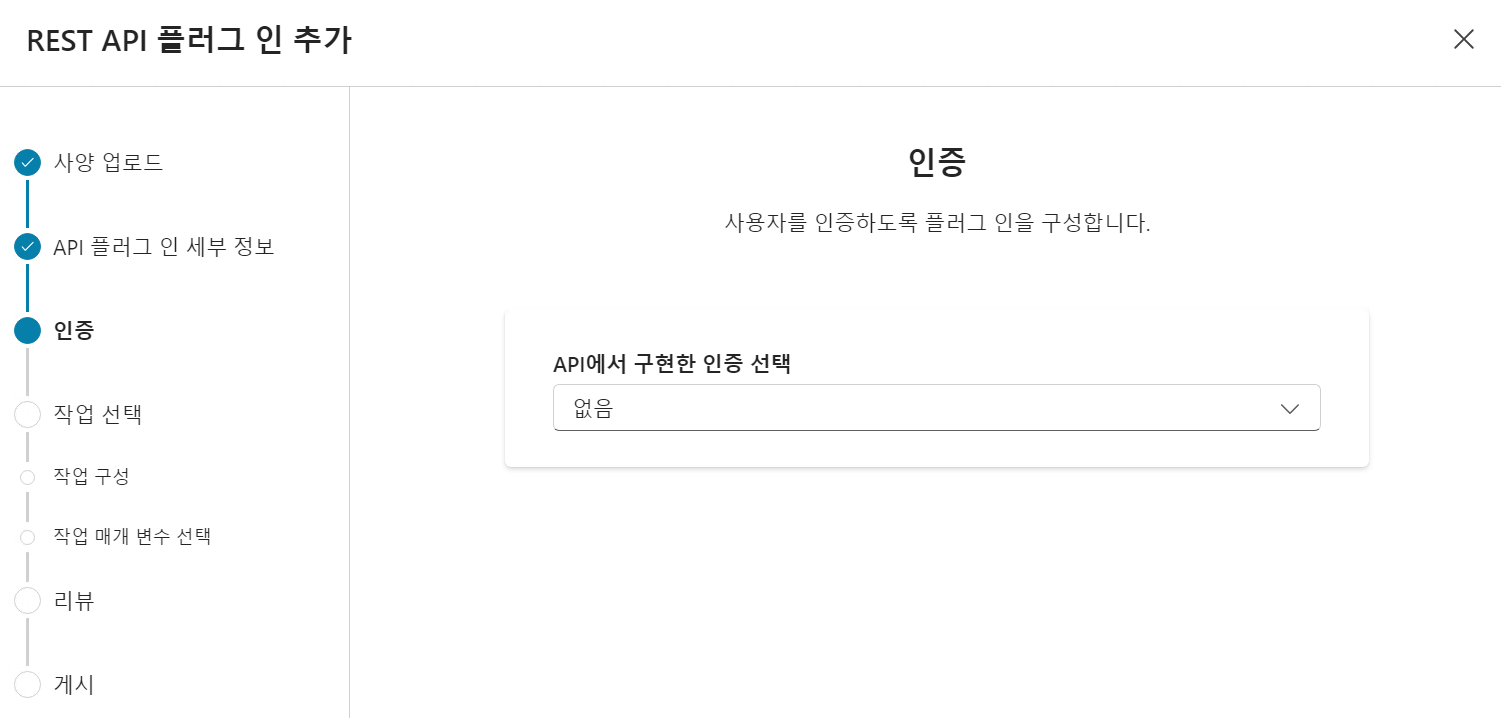 REST API 플러그 인 추가
사양 업로드
API 플러그 인 세부 정보
인증
작업 선택
작업 구성
작업 매개 변수 선택
리뷰
게시
인증
사용자를 인증하도록 플러그 인을 구성합니다.
API에서 구현한 인증 선택
없음